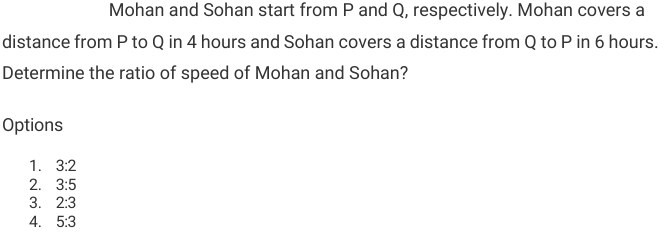 Mohan and Sohan start from P and Q, respectively. Mohan covers a
distance from P to Q in 4 hours and Sohan covers a distance from Q to P in 6 hours.
Determine the ratio of speed of Mohan and Sohan?
Options
1. 3:2
2. 3:5
3. 2:3
4. 5:3